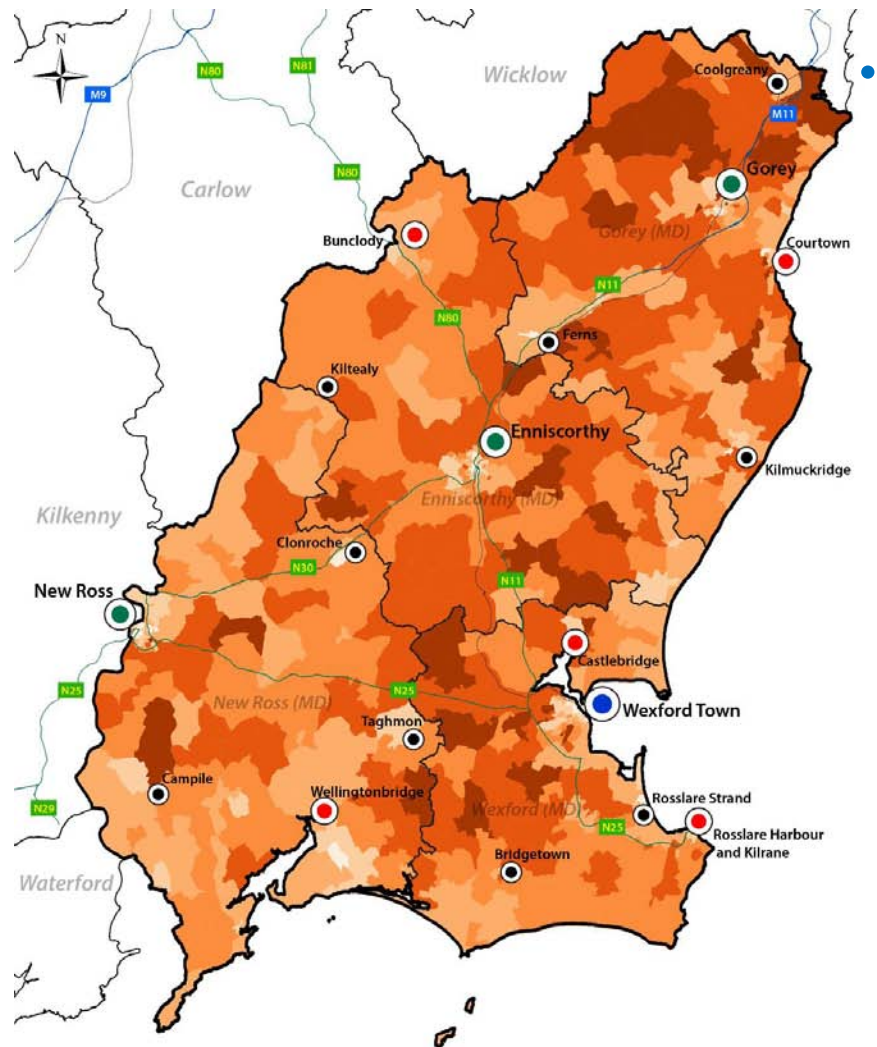 N
Wicklow
Coolgreany
N80
N81
M9
M11
Carlow
N80
Gorey
Bunclody
Gorey (MD)
Courtown
N11
N80
Ferns
Kiltealy
Enniscorthy
Kilmuckridge
Enniscorthy (MD)
Kilkenny
Clonroche
N30
N11
New Ross
Castlebridge
N25
N25
New Ross (MD)
Wexford Town
Taghmon
Campile
Wellingtonbridge
Wexford (MD)
Rosslare Strand
N29
N25
Rosslare Harbour
and Kilrane
Bridgetown
Waterford